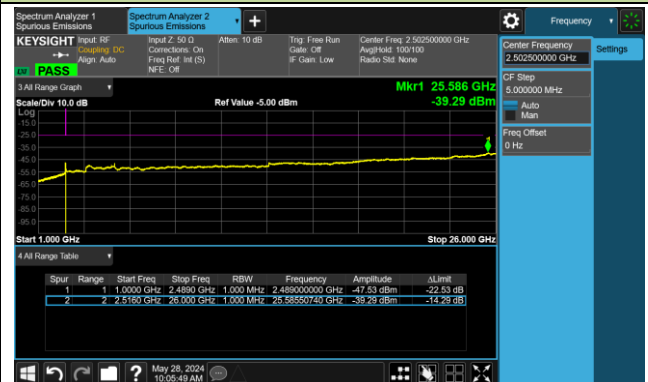 Spectrum Analyzer 1
Spurious Emissions
Spectrum Analyzer 2
Spurious Emissions
Frequency
KEYSIGHT
Input: RF
Coupling: DC
Align: Auto
Input Z: 50 Ω
Corrections: On
Freq Ref: Int (S)
NFE: Off
Atten: 10 dB
Trig: Free Run
Gate: Off
IF Gain: Low
Center Freq: 2.502500000 GHz
Avg|Hold: 100/100
Radio Std: None
PASS
Center Frequency
2.502500000 GHz
Settings
CF Step
5.000000 MHz
Auto
Man
Freq Offset
0 Hz
3 All Range Graph
Mkr1 25.586 GHz
Scale/Div 10.0 dB
Ref Value -5.00 dBm
-39.29 dBm
Log
-15.0
-25.0
-35.0
-45.0
-55.0
-65.0
-75.0
-85.0
-95.0
1
Start 1.000 GHz
Stop 26.000 GHz
4 All Range Table
Spur Range Start Freq Stop Freq RBW Frequency Amplitude ΔLimit
1 1 1.0000 GHz 2.4890 GHz 1.000 MHz 2.489000000 GHz -47.53 dBm -22.53 dB
2 2 2.5160 GHz 26.000 GHz 1.000 MHz 25.58550740 GHz -39.29 dBm -14.29 dB
May 28, 2024
10:05:49 AM